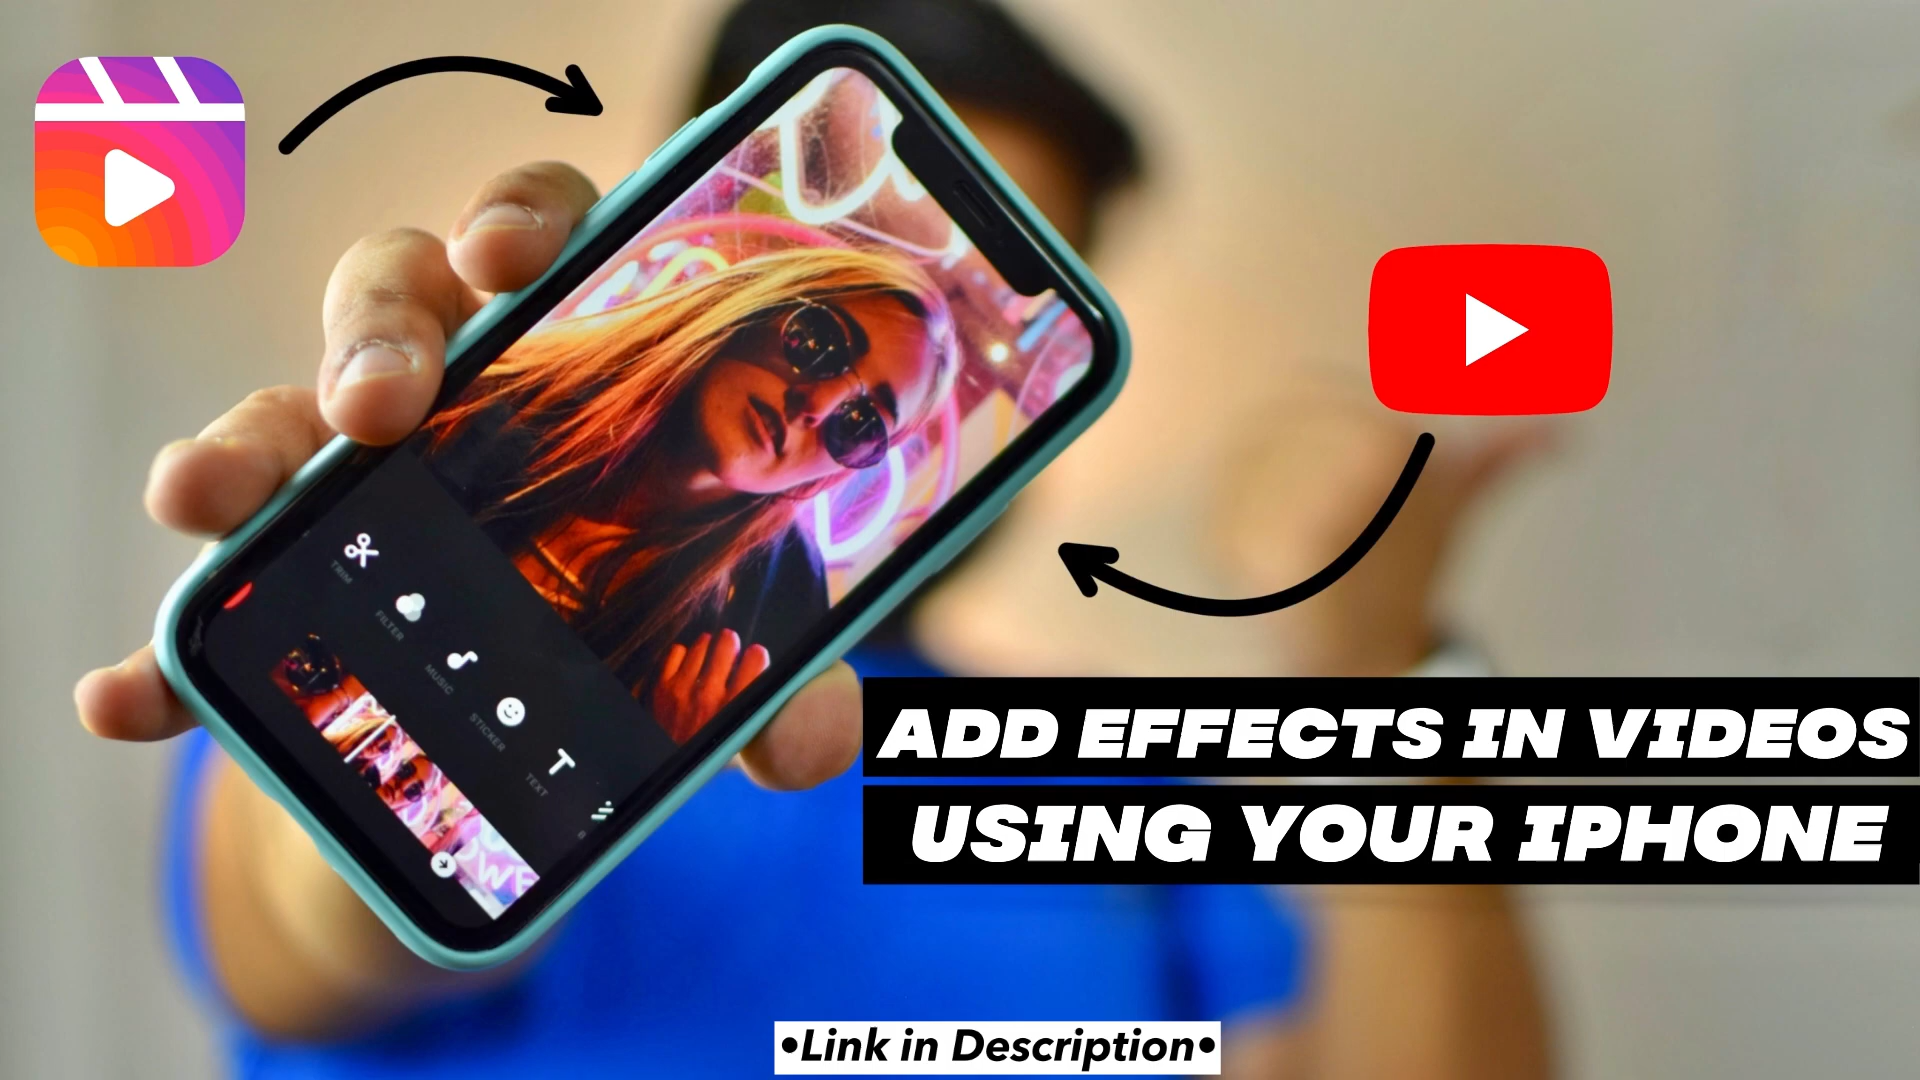 TRIM
FILTER
MUSIC
STICKER
TEXT
ADD EFFECTS IN VIDEOS
USING YOUR IPHONE
•Link in Description•